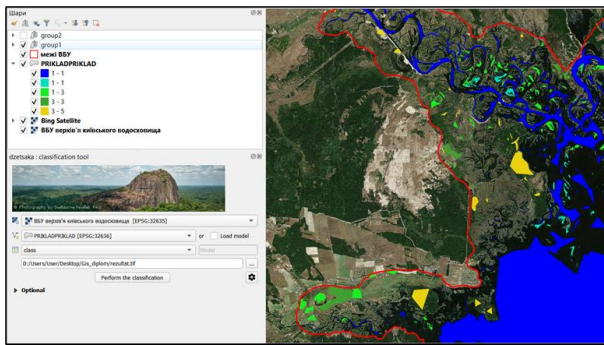 Шари
group2
group1
межі ВБУ
PRIKLADPRIKLAD
1 - 1
1 - 1
1 - 3
3 - 3
3 - 5
Bing Satellite
ВБУ верхів'я київського водосховища
dzetsaka : classification tool
ВБУ верхів'я київського водосховища [EPSG:32635]
PRIKLADPRIKLAD [EPSG:32636]
or
Load model
class
Model
D:/Users/User/Desktop/Gis_diplom/rezultat.tif
...
Perform the classification
Optional